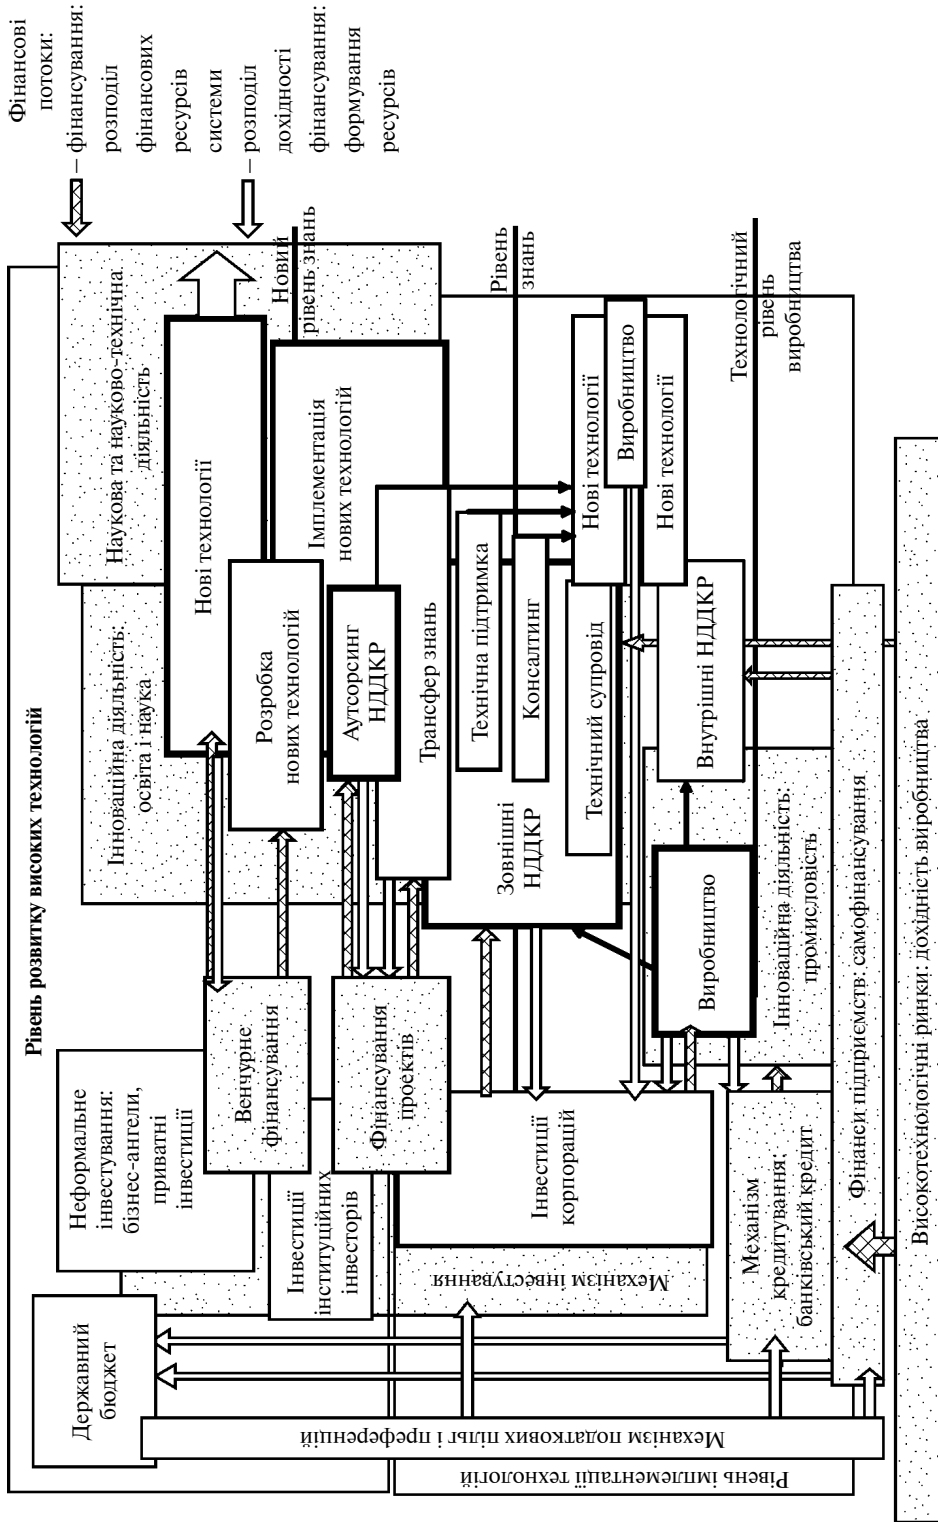 Рівень розвитку високих технологій
Фінансові
потоки:
– фінансування:
розподіл
фінансових
ресурсів
системи
– розподіл
дохідності
фінансування:
формування
ресурсів
Державний
бюджет
Неформальне
інвестування:
бізнес-ангели,
приватні
інвестиції
Венчурне
фінансування
Інвестиції
інституційних
інвесторів
Фінансування
проектів
Інвестиції
корпорацій
Механізм інвестування
Механізм податкових пільг і преференцій
Рівень імплементації технологій
Інноваційна діяльність:
освіта і наука
Наукова та науково-технічна
діяльність
Нові технології
Розробка
нових технологій
Імплементація
нових технологій
Новий
рівень знань
Аутсорсинг
НДДКР
Трансфер знань
Технічна підтримка
Консалтинг
Зовнішні
НДДКР
Технічний супровід
Рівень
знань
Нові технології
Виробництво
Нові технології
Внутрішні НДДКР
Виробництво
Технологічний
рівень
виробництва
Інноваційна діяльність:
промисловість
Механізм
кредитування:
банківський кредит
Фінанси підприємств: самофінансування
Високотехнологічні ринки: дохідність виробництва